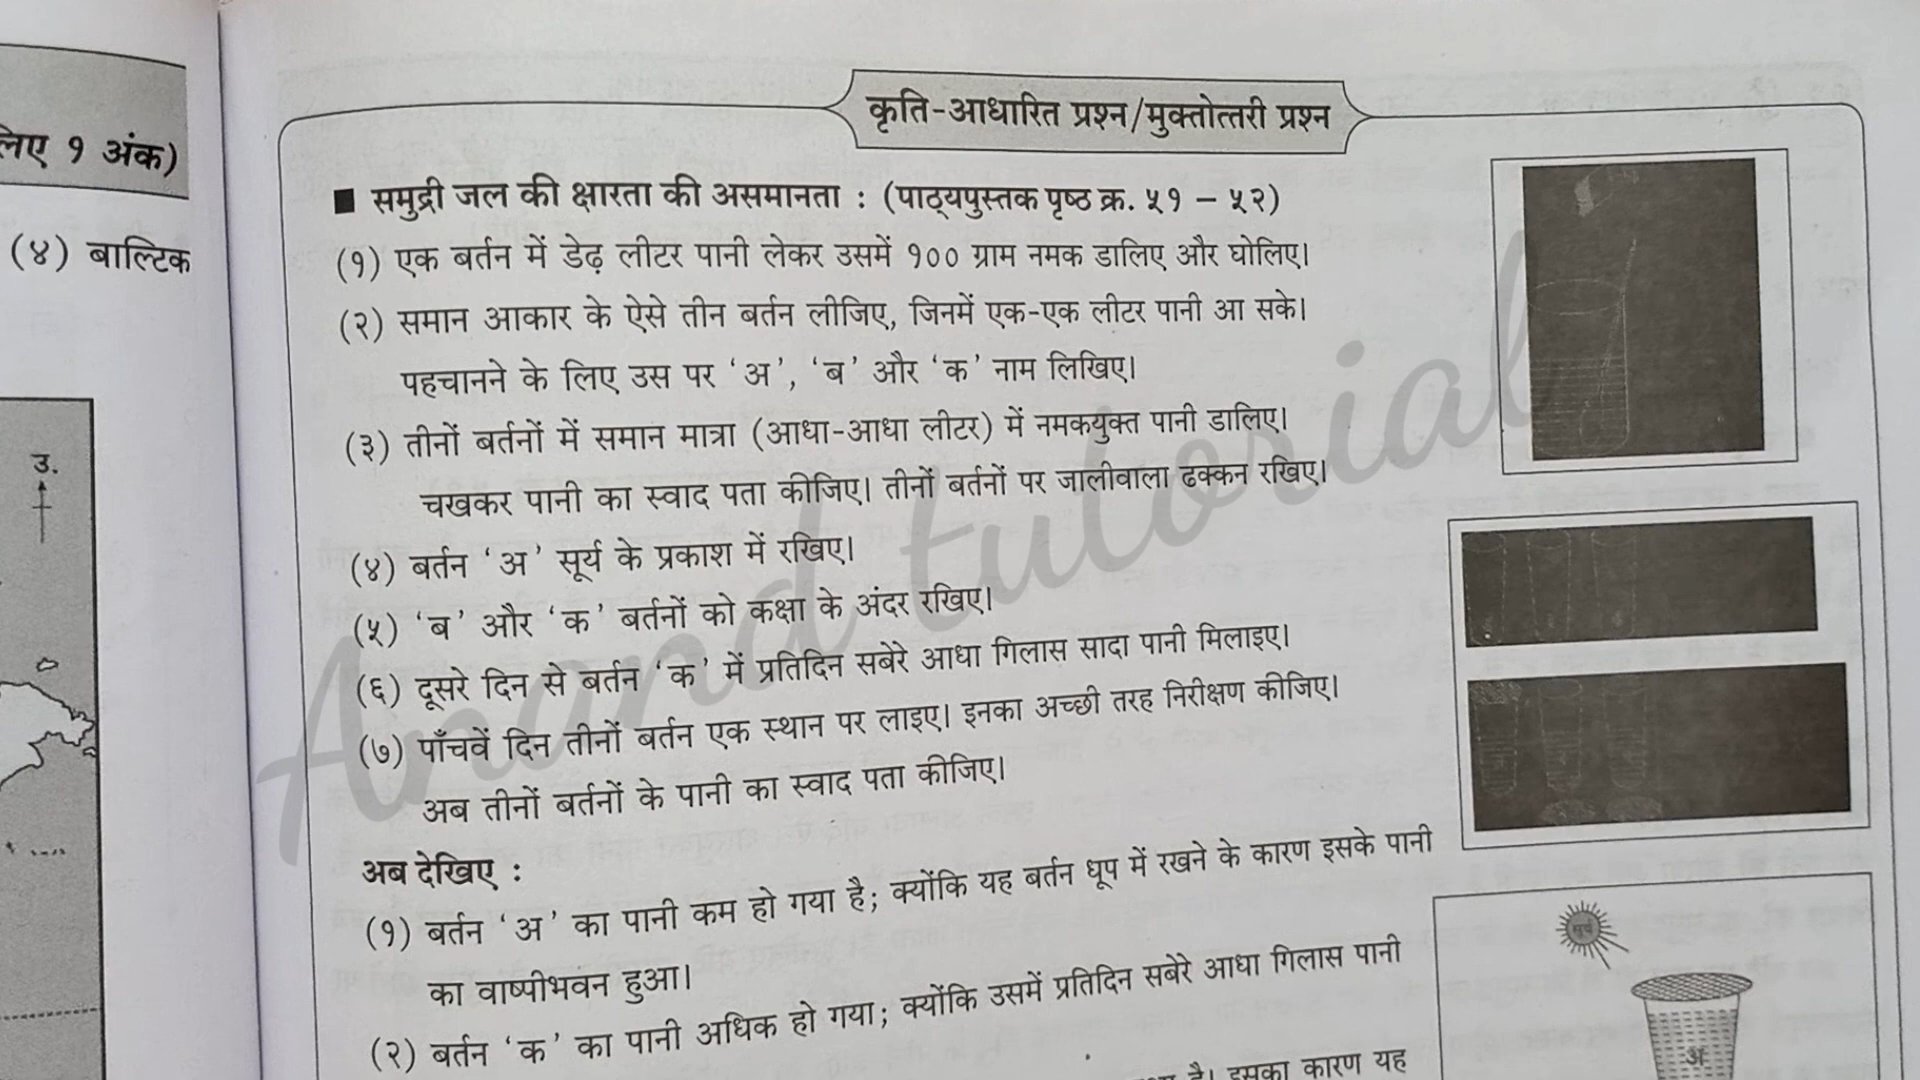 लिए १ अंक)
(४) बाल्टिक
उ.
कृति-आधारित प्रश्न/मुक्तोत्तरी प्रश्न
■ समुद्री जल की क्षारता की असमानता : (पाठ्यपुस्तक पृष्ठ क्र. ५१ – ५२)
(१) एक बर्तन में डेढ़ लीटर पानी लेकर उसमें १०० ग्राम नमक डालिए और घोलिए।
(२) समान आकार के ऐसे तीन बर्तन लीजिए, जिनमें एक-एक लीटर पानी आ सके।
पहचानने के लिए उस पर ‘अ’, ‘ब’ और ‘क’ नाम लिखिए।
(३) तीनों बर्तनों में समान मात्रा (आधा-आधा लीटर) में नमकयुक्त पानी डालिए।
चखकर पानी का स्वाद पता कीजिए। तीनों बर्तनों पर जालीवाला ढक्कन रखिए।
(४) बर्तन ‘अ’ सूर्य के प्रकाश में रखिए।
(५) ‘ब’ और ‘क’ बर्तनों को कक्षा के अंदर रखिए।
(६) दूसरे दिन से बर्तन ‘क’ में प्रतिदिन सबेरे आधा गिलास सादा पानी मिलाइए।
(७) पाँचवें दिन तीनों बर्तन एक स्थान पर लाइए। इनका अच्छी तरह निरीक्षण कीजिए।
अब तीनों बर्तनों के पानी का स्वाद पता कीजिए।
अब देखिए :
(१) बर्तन ‘अ’ का पानी कम हो गया है; क्योंकि यह बर्तन धूप में रखने के कारण इसके पानी
का वाष्पीभवन हुआ।
(२) बर्तन ‘क’ का पानी अधिक हो गया; क्योंकि उसमें प्रतिदिन सबेरे आधा गिलास पानी
है। इसका कारण यह
सूर्य
अ
Anand tutorial